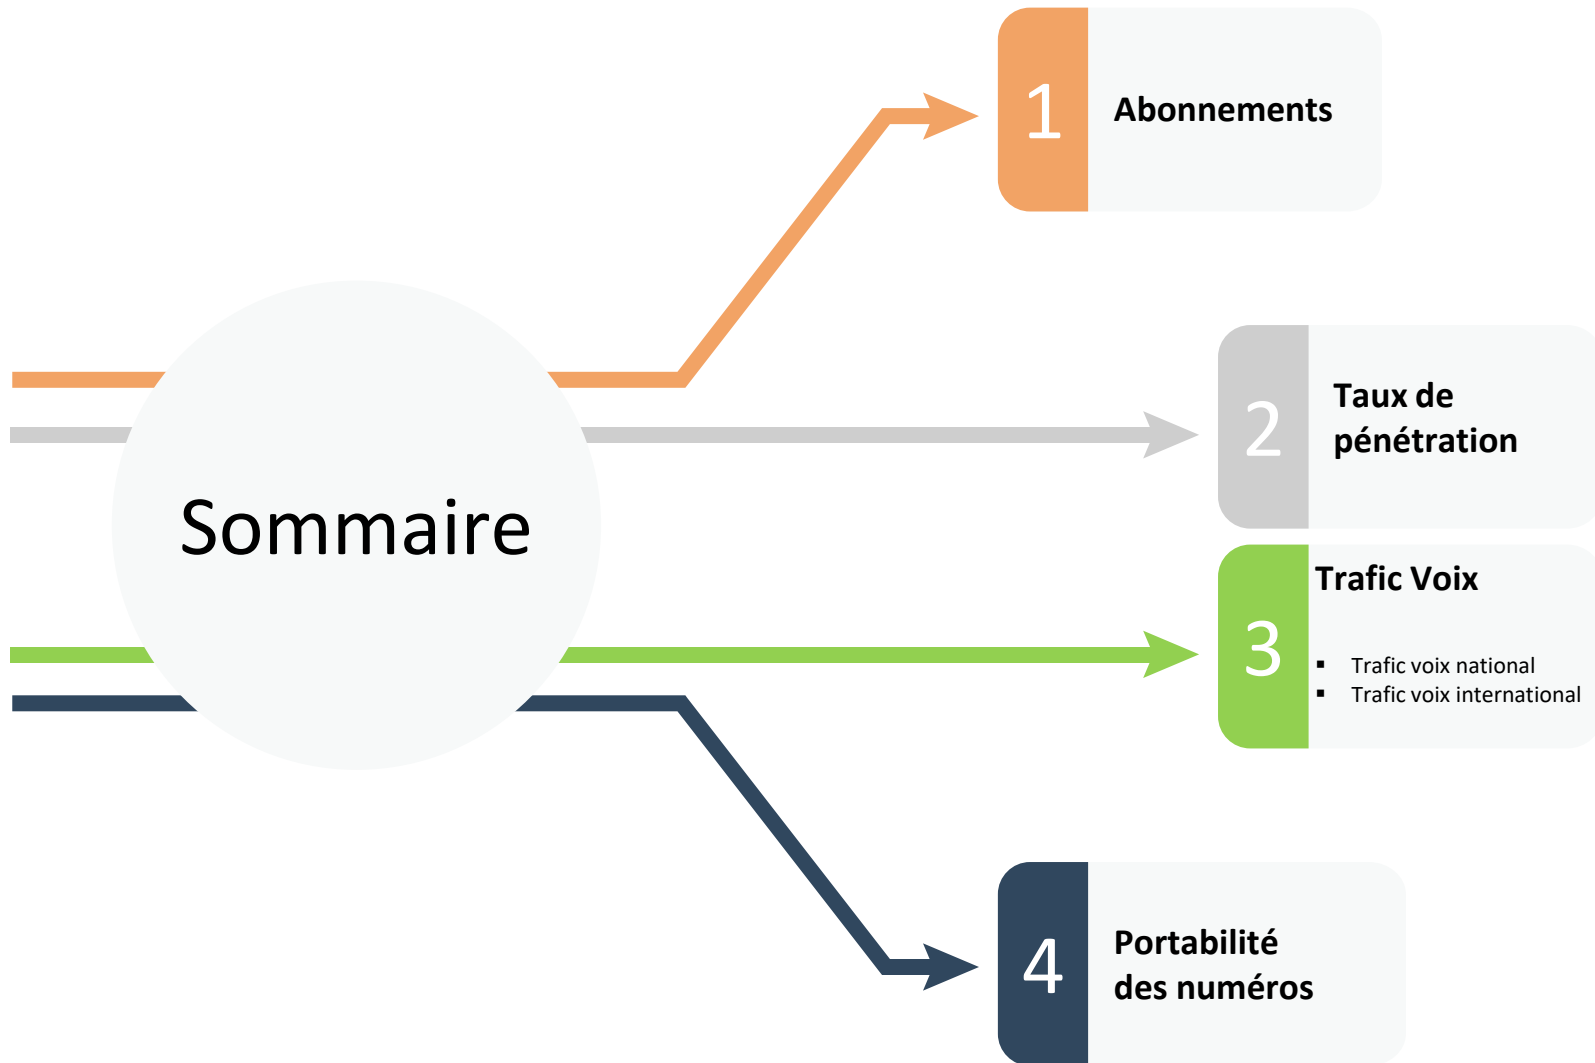 Sommaire
1
Abonnements
2
Taux de
pénétration
3
Trafic Voix
▪ Trafic voix national
▪ Trafic voix international
4
Portabilité
des numéros